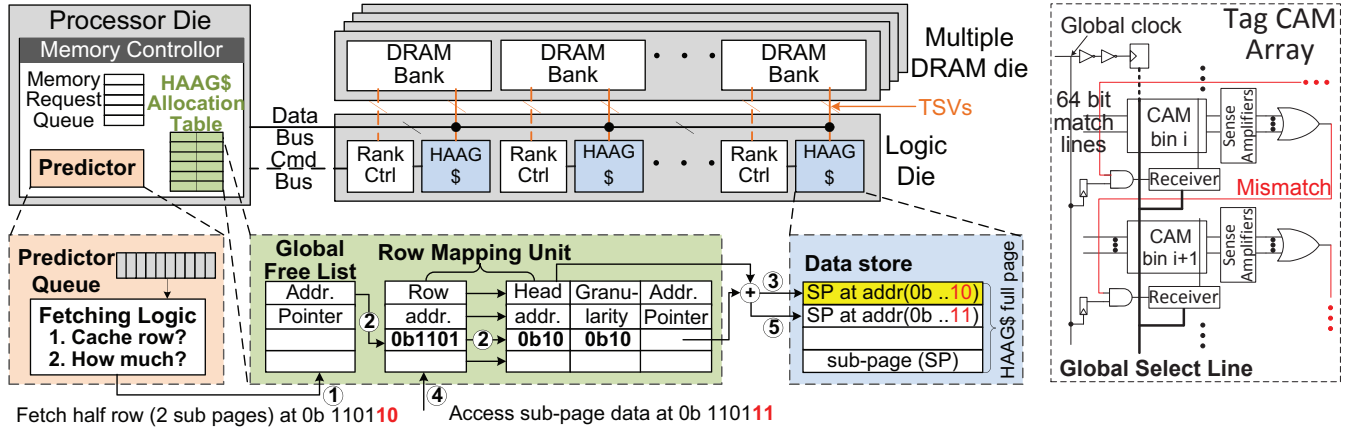 Processor Die
Memory Controllor
Memory
Request
Queue
HAAG$
Allocation
Table
Predictor
Data
Bus
Cmd
Bus
DRAM
Bank
DRAM
Bank
DRAM
Bank
Multiple
DRAM die
TSVs
Rank
Ctrl
HAAG
$
Rank
Ctrl
HAAG
$
Rank
Ctrl
HAAG
$
Logic
Die
Predictor
Queue
Fetching Logic
1. Cache row?
2. How much?
Global
Free List
Row Mapping Unit
Addr.
Pointer
Row
addr.
0b1101
Head
addr.
0b10
Granu-
larity
0b10
Addr.
Pointer
2
2
+
3
5
1
4
Data store
SP at addr(0b ..10)
SP at addr(0b ..11)
sub-page (SP)
HAAG$ full page
Fetch half row (2 sub pages) at 0b 110110
Access sub-page data at 0b 110111
Tag CAM
Array
Global clock
64 bit
match
lines
CAM
bin i
Sense
Amplifiers
Receiver
Mismatch
CAM
bin i+1
Sense
Amplifiers
Receiver
Global Select Line